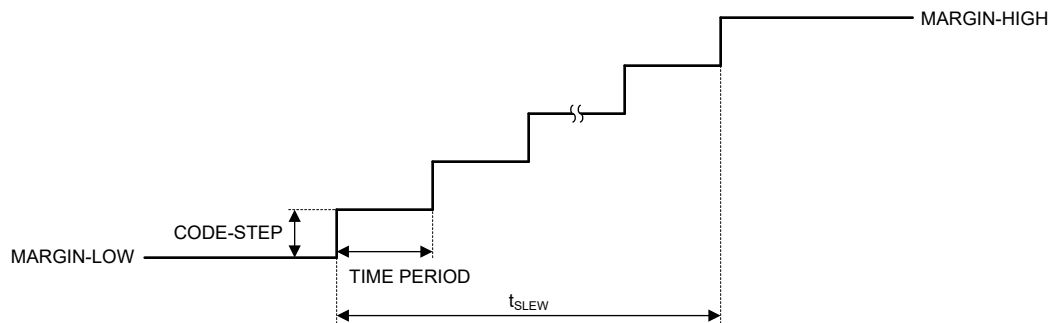 MARGIN-HIGH
CODE-STEP
MARGIN-LOW
TIME PERIOD
tSLEW